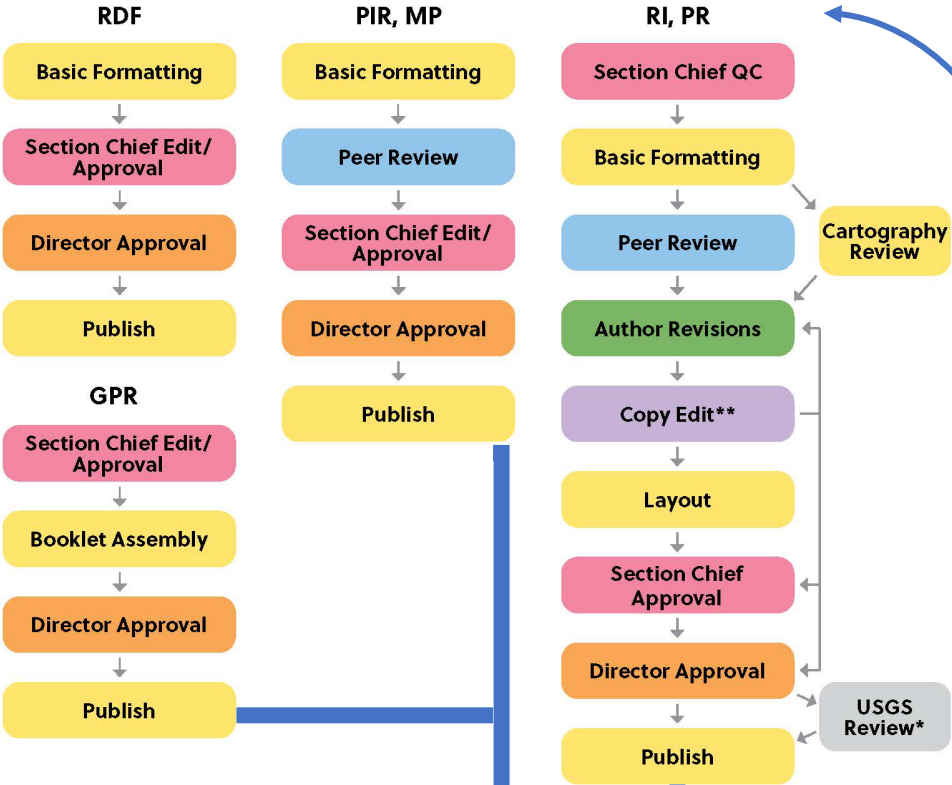 RDF
Basic Formatting
Section Chief Edit/
Approval
Director Approval
Publish
GPR
Section Chief Edit/
Approval
Booklet Assembly
Director Approval
Publish
PIR, MP
Basic Formatting
Peer Review
Section Chief Edit/
Approval
Director Approval
Publish
RI, PR
Section Chief QC
Basic Formatting
Cartography
Review
Peer Review
Author Revisions
Copy Edit**
Layout
Section Chief
Approval
Director Approval
USGS
Review*
Publish